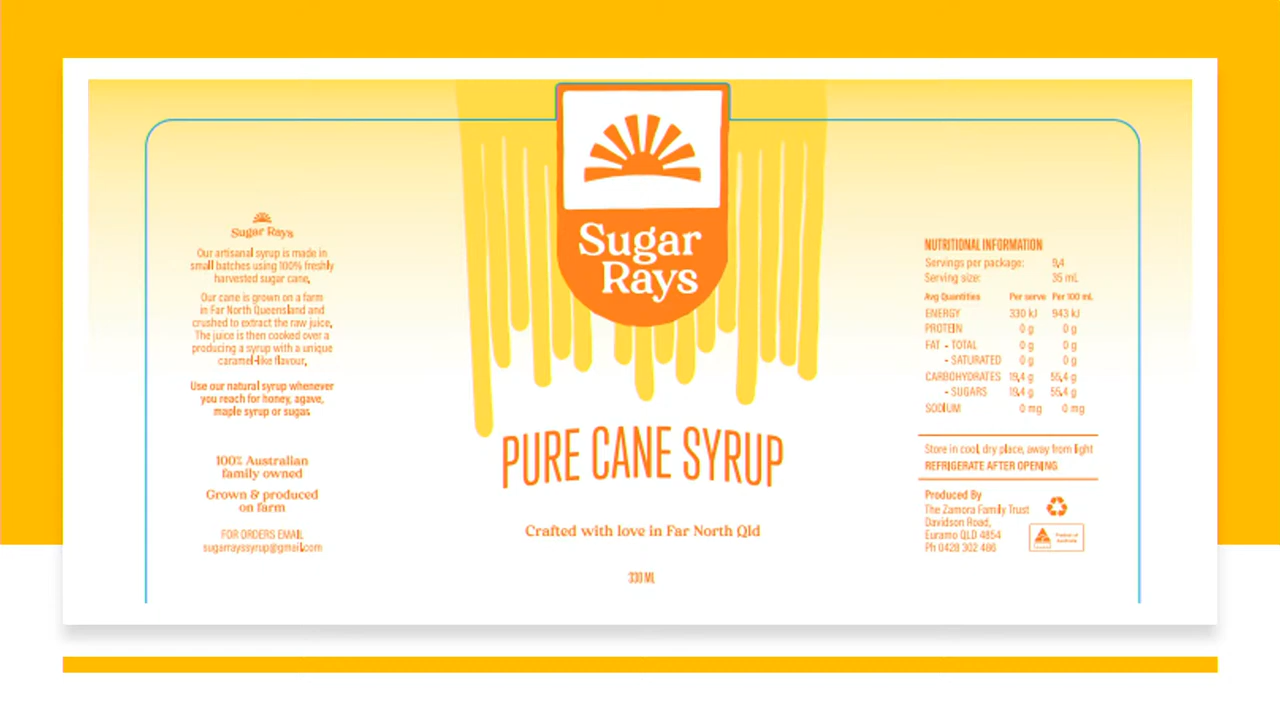 Sugar Rays
Our artisanal syrup is made in
small batches using 100% freshly
harvested sugar cane.
Our cane is grown on a farm
in Far North Queensland and
crushed to extract the raw juice.
The juice is then cooked over a
producing a syrup with a unique
caramel-like flavour.
Use our natural syrup whenever
you reach for honey, agave,
maple syrup or sugar.
100% Australian
family owned
Grown & produced
on farm
FOR ORDERS EMAIL
sugarrayssyrup@gmail.com
Sugar
Rays
PURE CANE SYRUP
Crafted with love in Far North Qld
330 ML
NUTRITIONAL INFORMATION
Servings per package: 9.4
Serving size: 35 mL
Avg Quantities Per serve Per 100 mL
ENERGY 330 kJ 943 kJ
PROTEIN 0 g 0 g
FAT - TOTAL 0 g 0 g
- SATURATED 0 g 0 g
CARBOHYDRATES 19.4 g 55.4 g
- SUGARS 19.4 g 55.4 g
SODIUM 0 mg 0 mg
Store in cool, dry place, away from light
REFRIGERATE AFTER OPENING
Produced By
The Zamora Family Trust
Davidson Road,
Euramo QLD 4854
Ph 0428 302 486
Product of
Australia